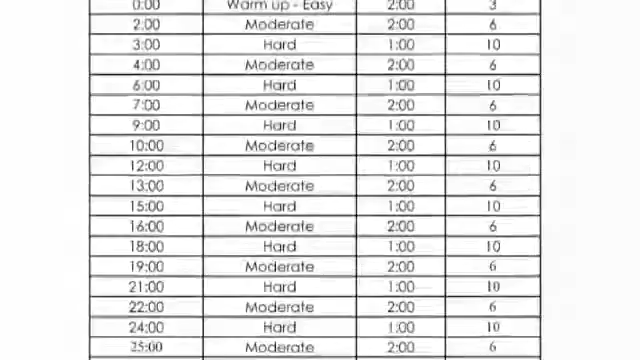 0:00 Warm up - Easy 2:00 3
2:00 Moderate 2:00 6
3:00 Hard 1:00 10
4:00 Moderate 2:00 6
6:00 Hard 1:00 10
7:00 Moderate 2:00 6
9:00 Hard 1:00 10
10:00 Moderate 2:00 6
12:00 Hard 1:00 10
13:00 Moderate 2:00 6
15:00 Hard 1:00 10
16:00 Moderate 2:00 6
18:00 Hard 1:00 10
19:00 Moderate 2:00 6
21:00 Hard 1:00 10
22:00 Moderate 2:00 6
24:00 Hard 1:00 10
25:00 Moderate 2:00 6